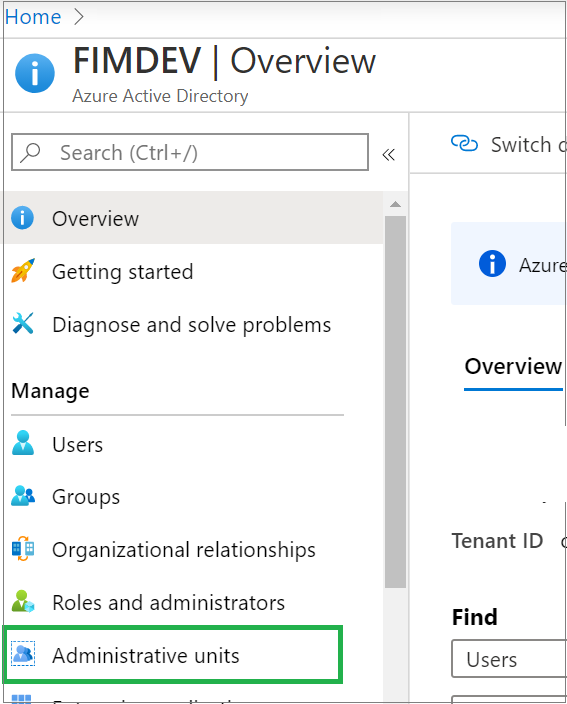 Home
FIMDEV | Overview
Azure Active Directory
Search (Ctrl+/)
«
Switch
Overview
Azure
Getting started
Diagnose and solve problems
Overview
Manage
Users
Groups
Organizational relationships
Tenant ID
Roles and administrators
Find
Administrative units
Users